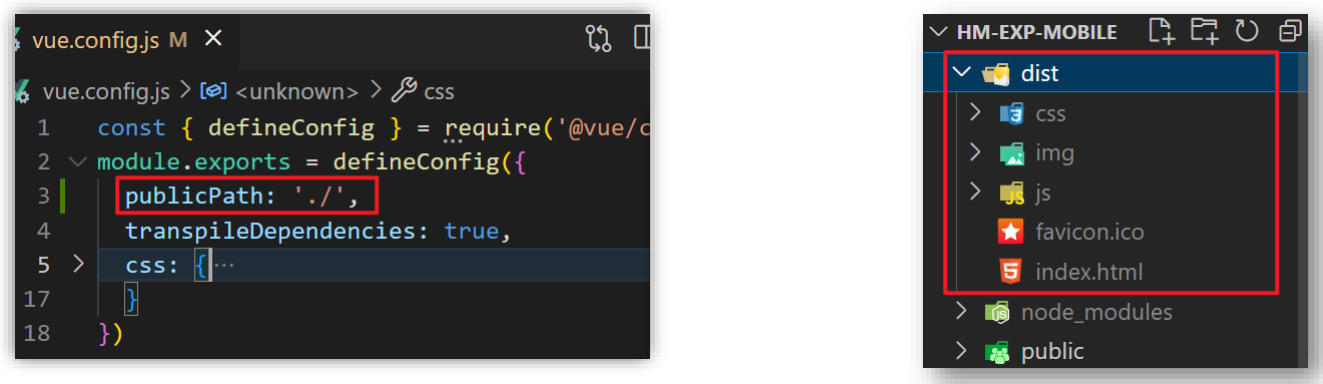 vue.config.js M
vue.config.js > <unknown> > css
1 const { defineConfig } = require('@vue/c
2 module.exports = defineConfig({
3 publicPath: './',
4 transpileDependencies: true,
5 css: {···
17 }
18 })
HM-EXP-MOBILE
dist
css
img
js
favicon.ico
index.html
node_modules
public